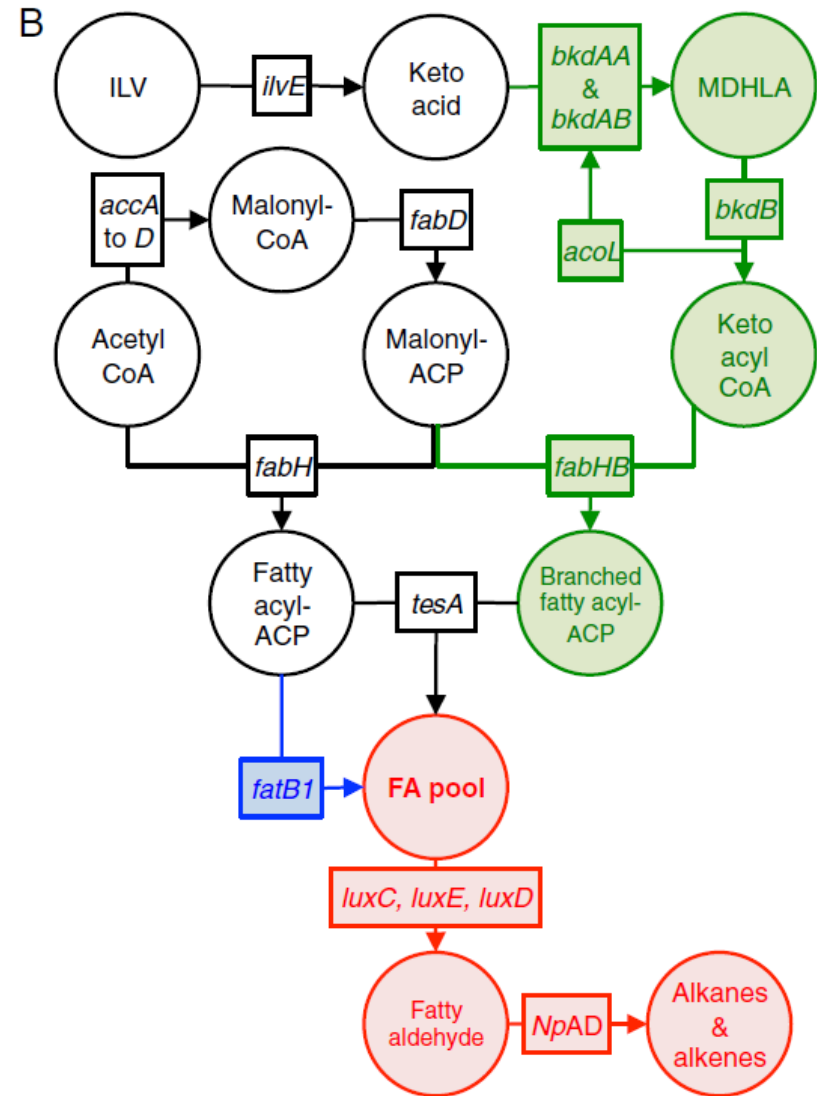 B
ILV
ilvE
Keto
acid
bkdAA
&
bkdAB
MDHLA
accA
to D
Malonyl-
CoA
fabD
acoL
bkdB
Acetyl
CoA
Malonyl-
ACP
Keto
acyl
CoA
fabH
fabHB
Fatty
acyl-
ACP
tesA
Branched
fatty acyl-
ACP
fatB1
FA pool
luxC, luxE, luxD
Fatty
aldehyde
NpAD
Alkanes
&
alkenes